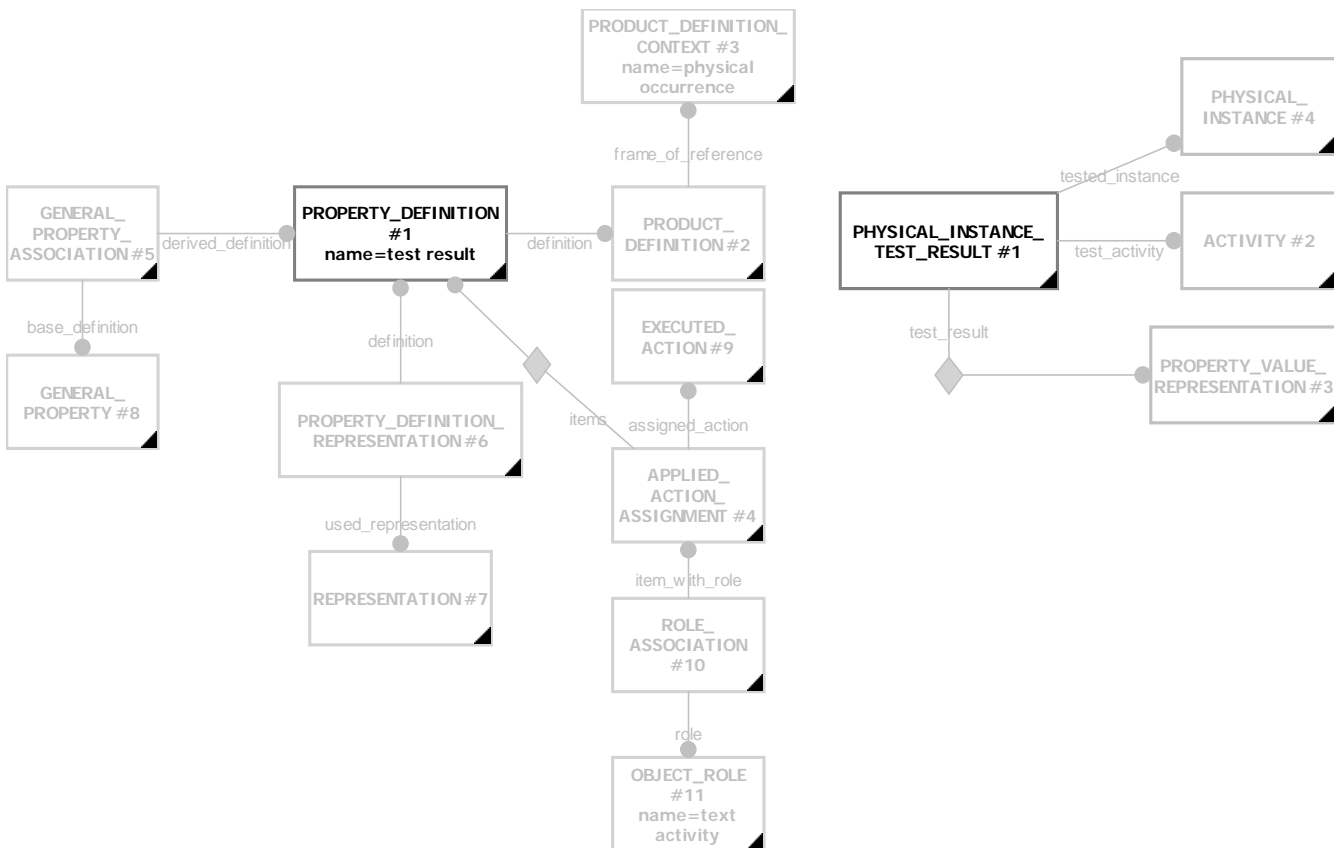 PRODUCT_DEFINITION_
CONTEXT #3
name=physical
occurrence
PHYSICAL_
INSTANCE #4
frame_of_reference
tested_instance
GENERAL_
PROPERTY_
ASSOCIATION #5
derived_definition
PROPERTY_DEFINITION
#1
name=test result
definition
PRODUCT_
DEFINITION #2
PHYSICAL_INSTANCE_
TEST_RESULT #1
test_activity
ACTIVITY #2
base_definition
definition
EXECUTED_
ACTION #9
test_result
GENERAL_
PROPERTY #8
PROPERTY_VALUE_
REPRESENTATION #3
PROPERTY_DEFINITION_
REPRESENTATION #6
items
assigned_action
APPLIED_
ACTION_
ASSIGNMENT #4
used_representation
REPRESENTATION #7
item_with_role
ROLE_
ASSOCIATION
#10
role
OBJECT_ROLE
#11
name=text
activity